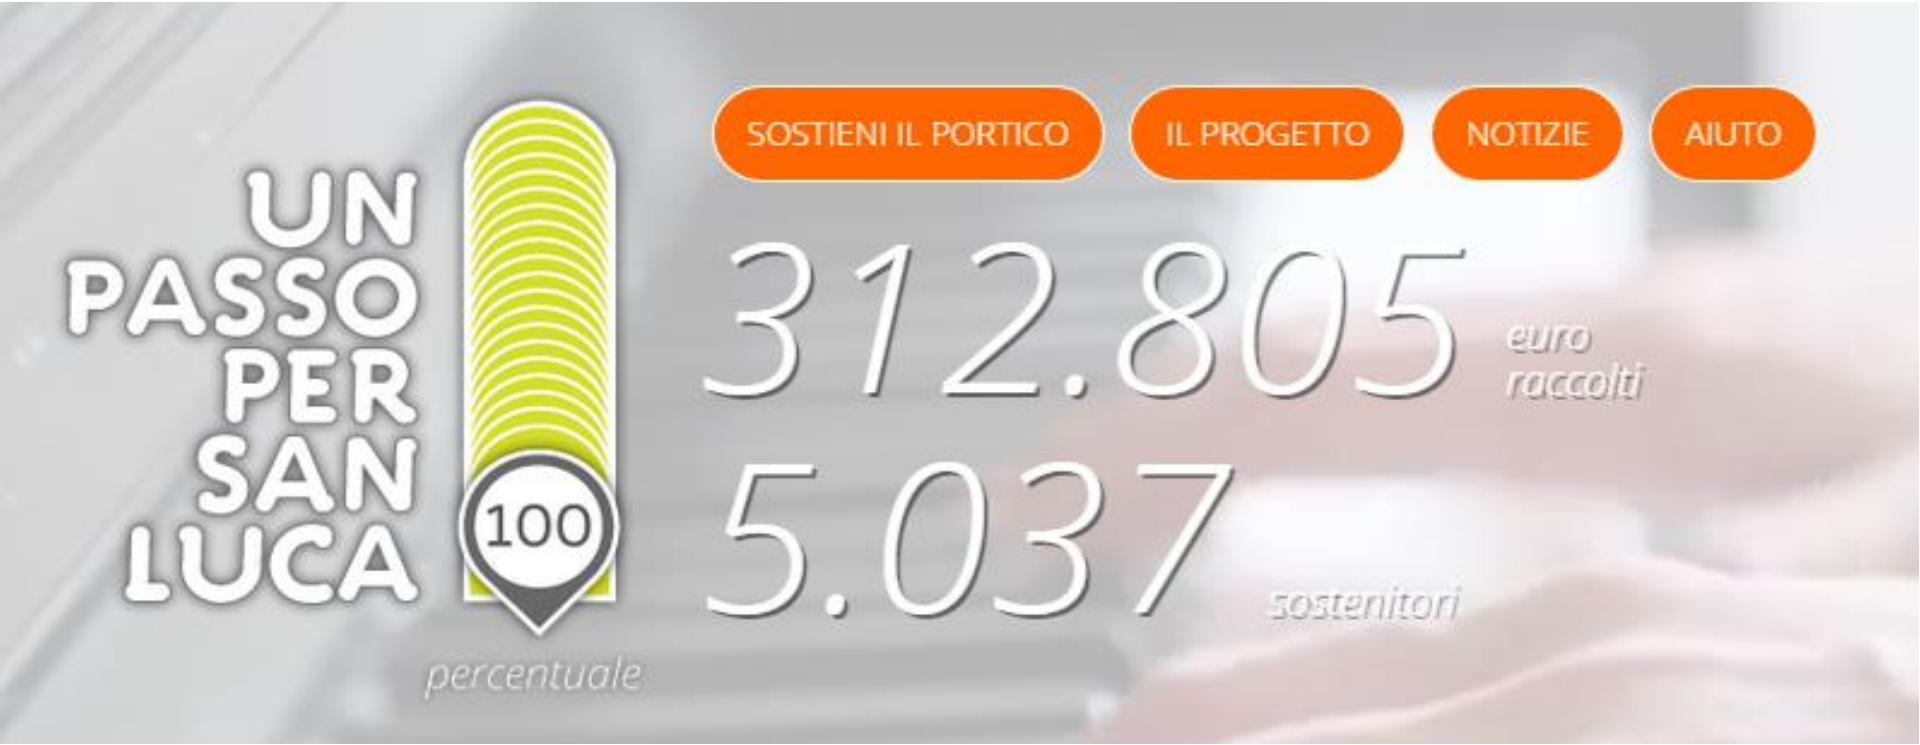 UN
PASSO
PER
SAN
LUCA
100
percentuale
SOSTIENI IL PORTICO
IL PROGETTO
NOTIZIE
AIUTO
312.805
euro
raccolti
5.037
sostenitori